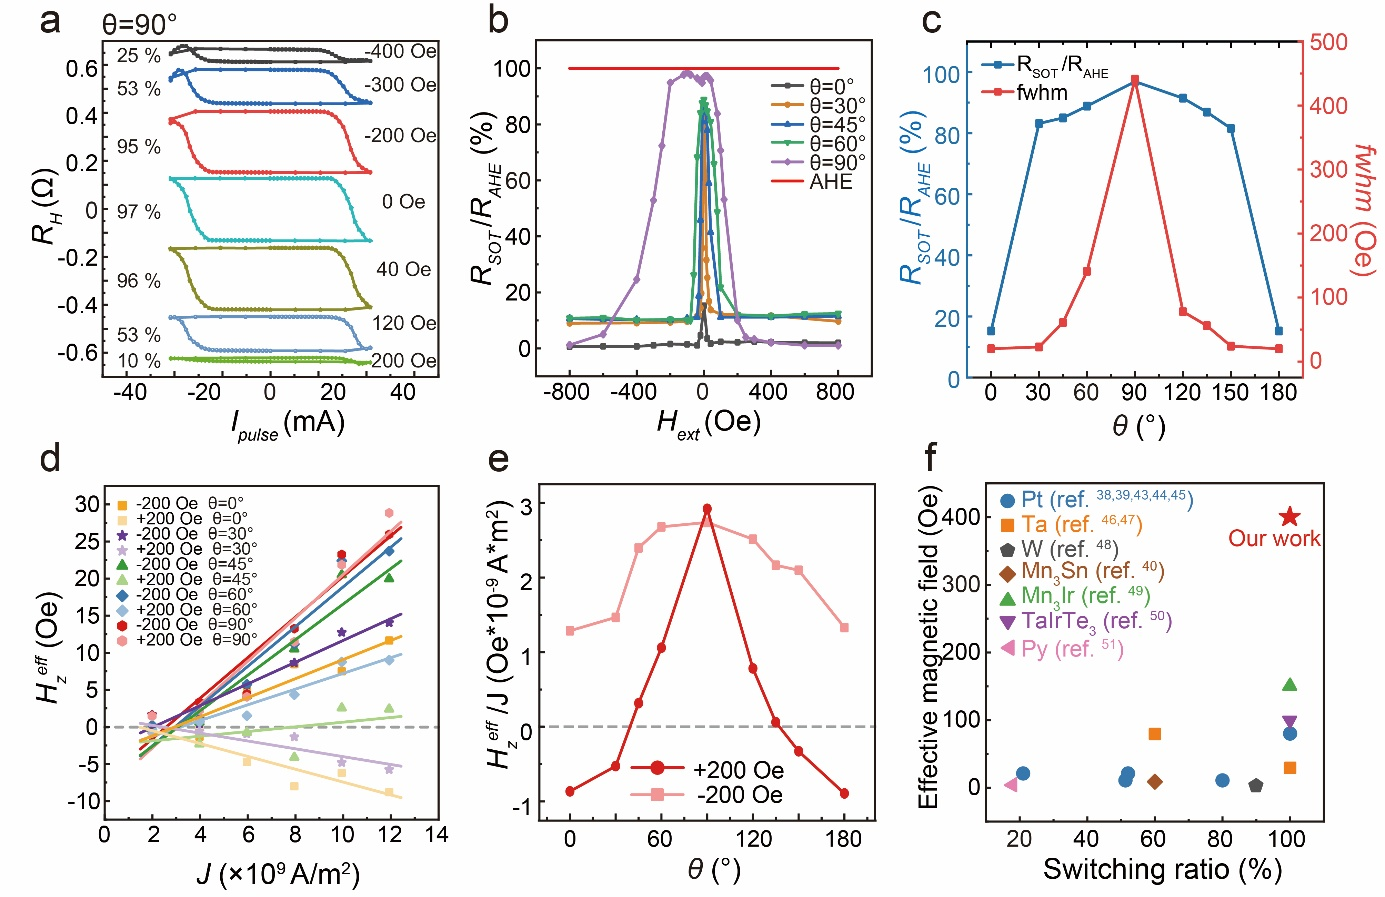 a
θ=90°
25 %
-400 Oe
53 %
-300 Oe
95 %
-200 Oe
97 %
0 Oe
96 %
40 Oe
53 %
120 Oe
10 %
200 Oe
0.6
0.4
0.2
0
-0.2
-0.4
-0.6
R_H (Ω)
-40 -20 0 20 40
I_pulse (mA)
b
100
80
60
40
20
0
R_SOT/R_AHE (%)
θ=0°
θ=30°
θ=45°
θ=60°
θ=90°
AHE
-800 -400 0 400 800
H_ext (Oe)
c
R_SOT/R_AHE
fwhm
100
80
60
40
20
0
R_SOT/R_AHE (%)
500
400
300
200
100
0
fwhm (Oe)
0 30 60 90 120 150 180
θ (°)
d
-200 Oe θ=0°
+200 Oe θ=0°
-200 Oe θ=30°
+200 Oe θ=30°
-200 Oe θ=45°
+200 Oe θ=45°
-200 Oe θ=60°
+200 Oe θ=60°
-200 Oe θ=90°
+200 Oe θ=90°
30
25
20
15
10
5
0
-5
-10
H_z^eff (Oe)
0 2 4 6 8 10 12 14
J (×10⁹ A/m²)
e
3
2
1
0
-1
H_z^eff/J (Oe*10⁻⁹ A*m²)
+200 Oe
-200 Oe
0 60 120 180
θ (°)
f
Pt (ref. 38,39,43,44,45)
Ta (ref. 46,47)
W (ref. 48)
Mn₃Sn (ref. 40)
Mn₃Ir (ref. 49)
TaIrTe₃ (ref. 50)
Py (ref. 51)
Our work
400
300
200
100
0
Effective magnetic field (Oe)
20 40 60 80 100
Switching ratio (%)